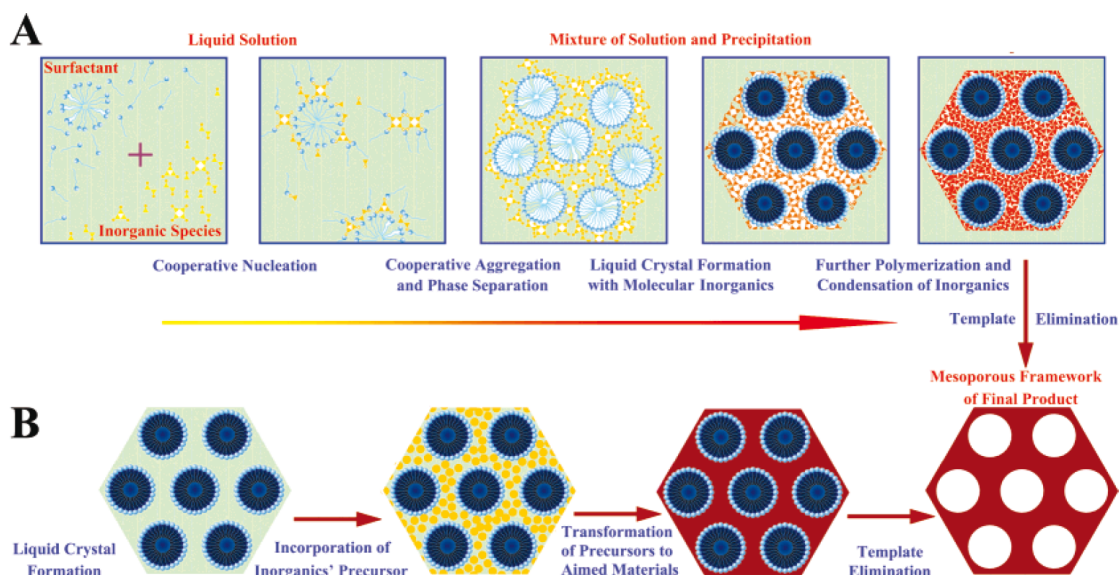 A
Liquid Solution
Mixture of Solution and Precipitation
Surfactant
Inorganic Species
Cooperative Nucleation
Cooperative Aggregation
and Phase Separation
Liquid Crystal Formation
with Molecular Inorganics
Further Polymerization and
Condensation of Inorganics
Template Elimination
Mesoporous Framework
of Final Product
B
Liquid Crystal
Formation
Incorporation of
Inorganics' Precursor
Transformation
of Precursors to
Aimed Materials
Template
Elimination